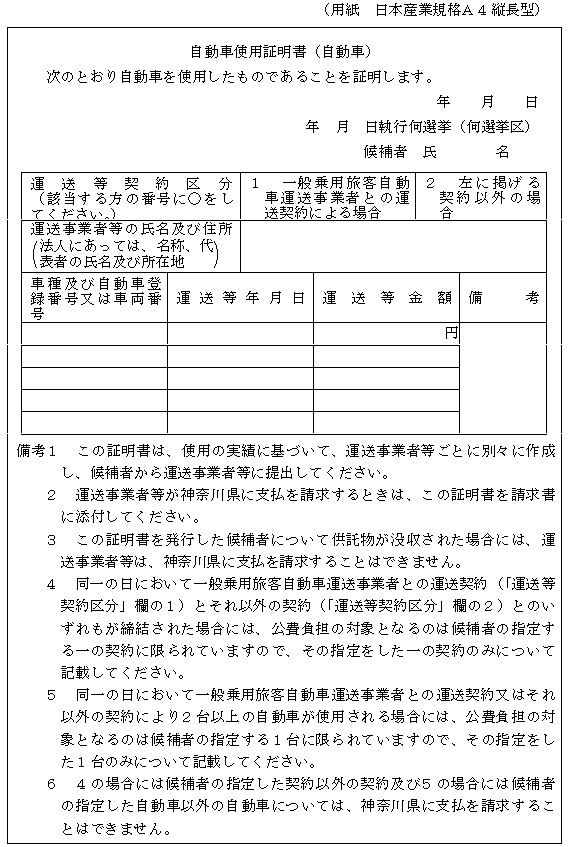 （用紙　日本産業規格Ａ４縦長型）
自動車使用証明書（自動車）
次のとおり自動車を使用したものであることを証明します。
年　　月　　日
年　月　日執行何選挙（何選挙区）
候補者　氏　　　　名
運送等契約区分
（該当する方の番号に〇をし
てください。）
１　一般乗用旅客自動
車運送事業者との運
送契約による場合
２　左に掲げる
契約以外の場
合
運送事業者等の氏名及び住所
（法人にあっては、名称、代
表者の氏名及び所在地）
車種及び自動車登
録番号又は車両番
号
運送等年月日
運送等金額
備考
円
備考１　この証明書は、使用の実績に基づいて、運送事業者等ごとに別々に作成
し、候補者から運送事業者等に提出してください。
２　運送事業者等が神奈川県に支払を請求するときは、この証明書を請求書
に添付してください。
３　この証明書を発行した候補者について供託物が没収された場合には、運
送事業者等は、神奈川県に支払を請求することはできません。
４　同一の日において一般乗用旅客自動車運送事業者との運送契約（「運送等
契約区分」欄の１）とそれ以外の契約（「運送等契約区分」欄の２）とのい
ずれもが締結された場合には、公費負担の対象となるのは候補者の指定す
る一の契約に限られていますので、その指定をした一の契約のみについて
記載してください。
５　同一の日において一般乗用旅客自動車運送事業者との運送契約又はそれ
以外の契約により２台以上の自動車が使用される場合には、公費負担の対
象となるのは候補者の指定する１台に限られていますので、その指定をし
た１台のみについて記載してください。
６　４の場合には候補者の指定した契約以外の契約及び５の場合には候補者
の指定した自動車以外の自動車については、神奈川県に支払を請求するこ
とはできません。